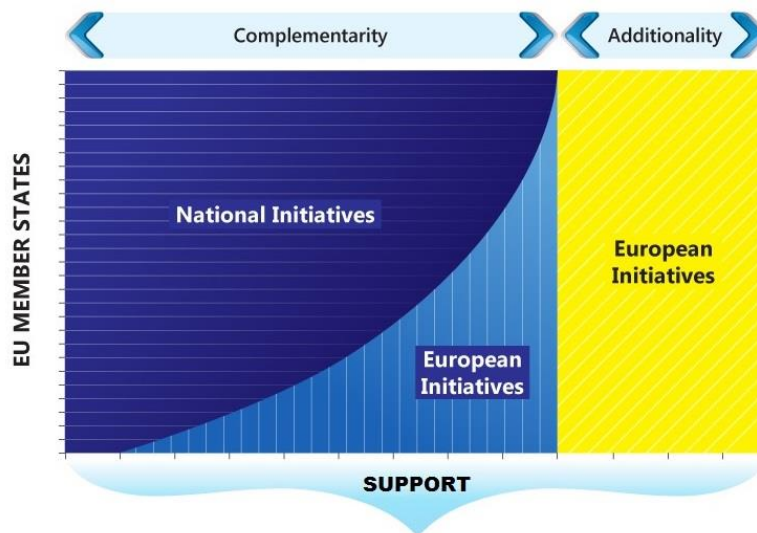 Complementarity
Additionality
EU MEMBER STATES
National Initiatives
European
Initiatives
European
Initiatives
SUPPORT